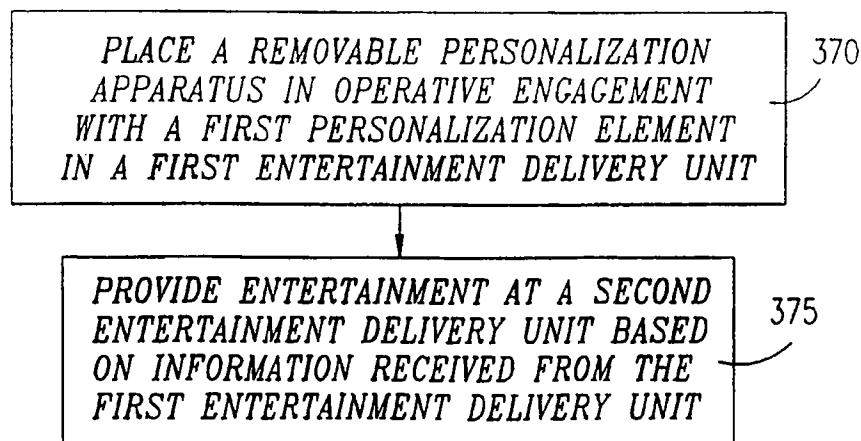 PLACE A REMOVABLE PERSONALIZATION
APPARATUS IN OPERATIVE ENGAGEMENT
WITH A FIRST PERSONALIZATION ELEMENT
IN A FIRST ENTERTAINMENT DELIVERY UNIT
370
PROVIDE ENTERTAINMENT AT A SECOND
ENTERTAINMENT DELIVERY UNIT BASED
ON INFORMATION RECEIVED FROM THE
FIRST ENTERTAINMENT DELIVERY UNIT
375